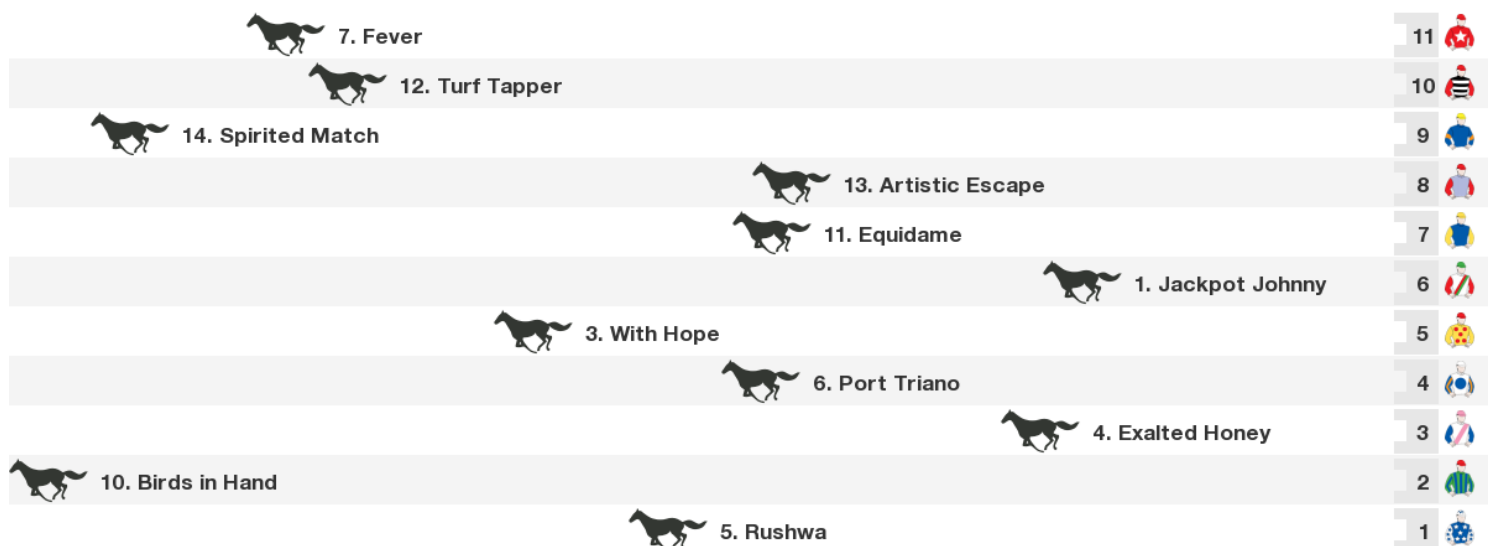 7. Fever 11
12. Turf Tapper 10
14. Spirited Match 9
13. Artistic Escape 8
11. Equidame 7
1. Jackpot Johnny 6
3. With Hope 5
6. Port Triano 4
4. Exalted Honey 3
10. Birds in Hand 2
5. Rushwa 1